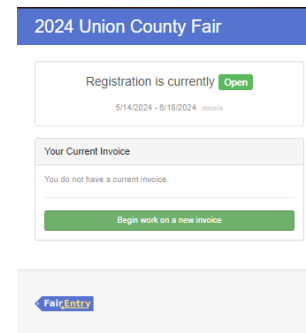 2024 Union County Fair
Registration is currently Open
5/14/2024 - 6/18/2024 details
Your Current Invoice
You do not have a current invoice.
Begin work on a new invoice
FairEntry